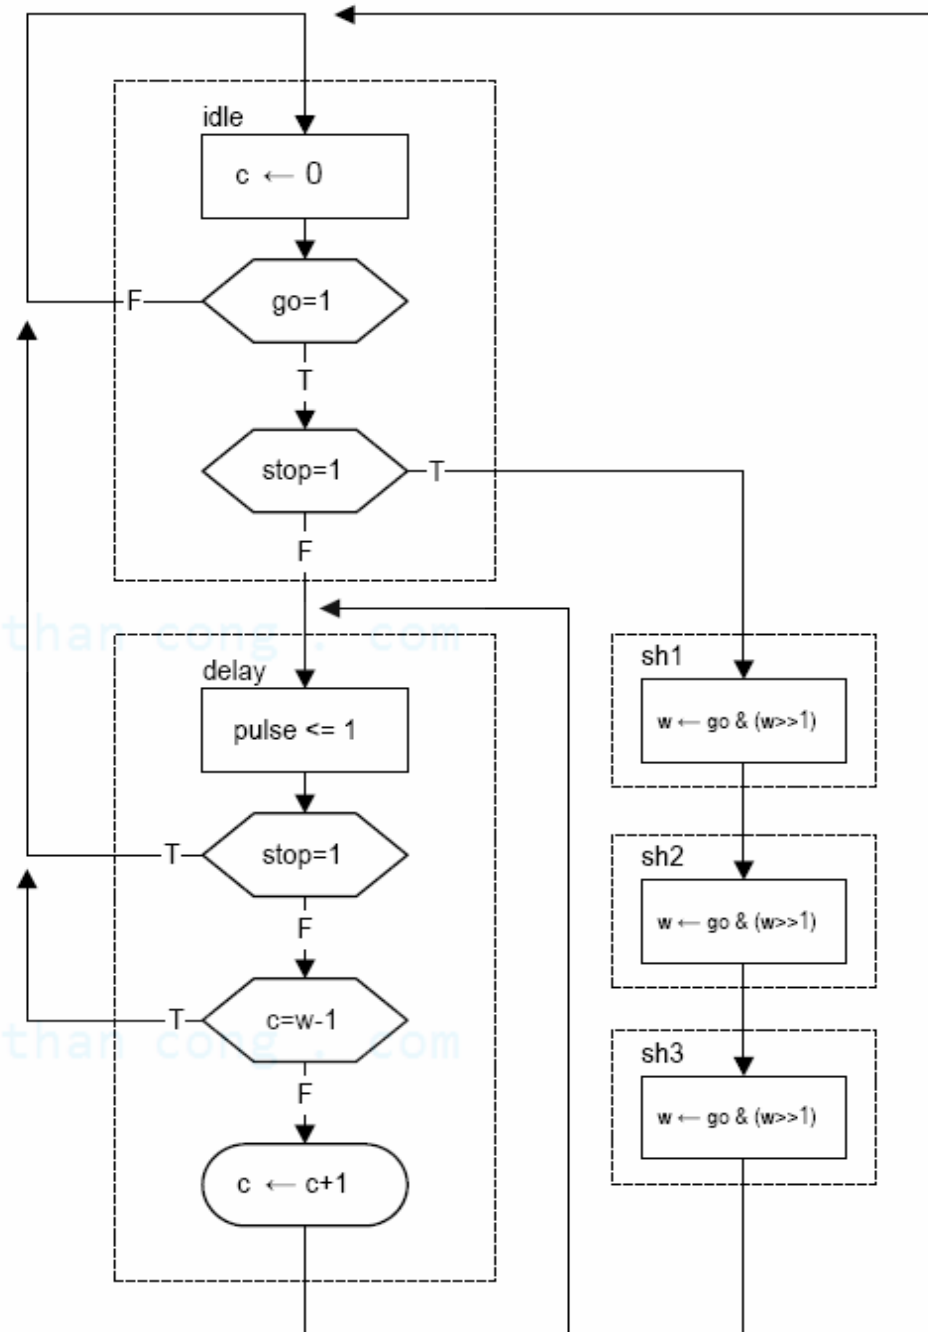 idle
c ← 0
go=1
F
T
stop=1
T
F
than cong . com
delay
pulse <= 1
stop=1
T
F
c=w-1
T
than cong . com
F
c ← c+1
sh1
w ← go & (w>>1)
sh2
w ← go & (w>>1)
sh3
w ← go & (w>>1)